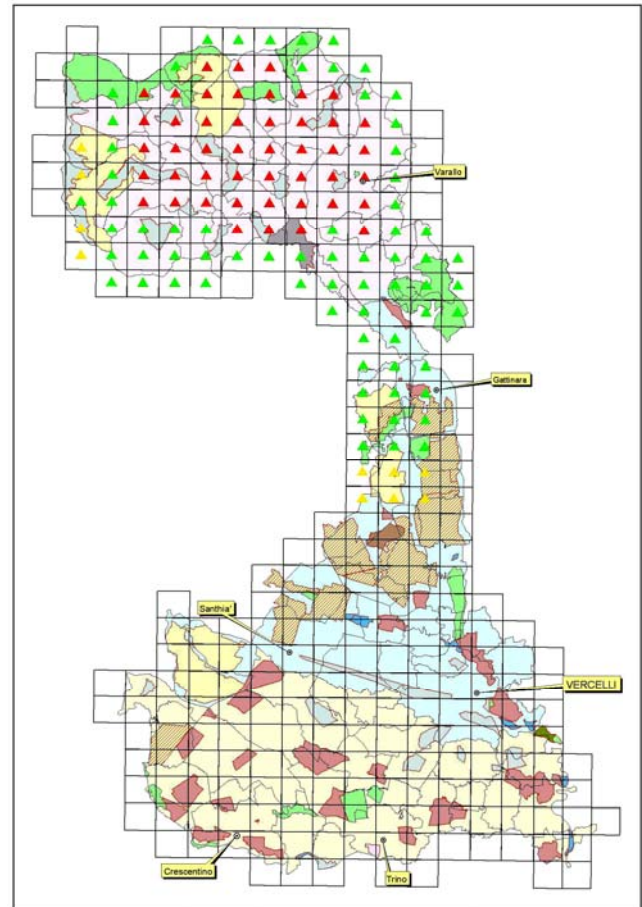 Varallo
Gattinara
Santhia'
VERCELLI
Crescentino
Trino